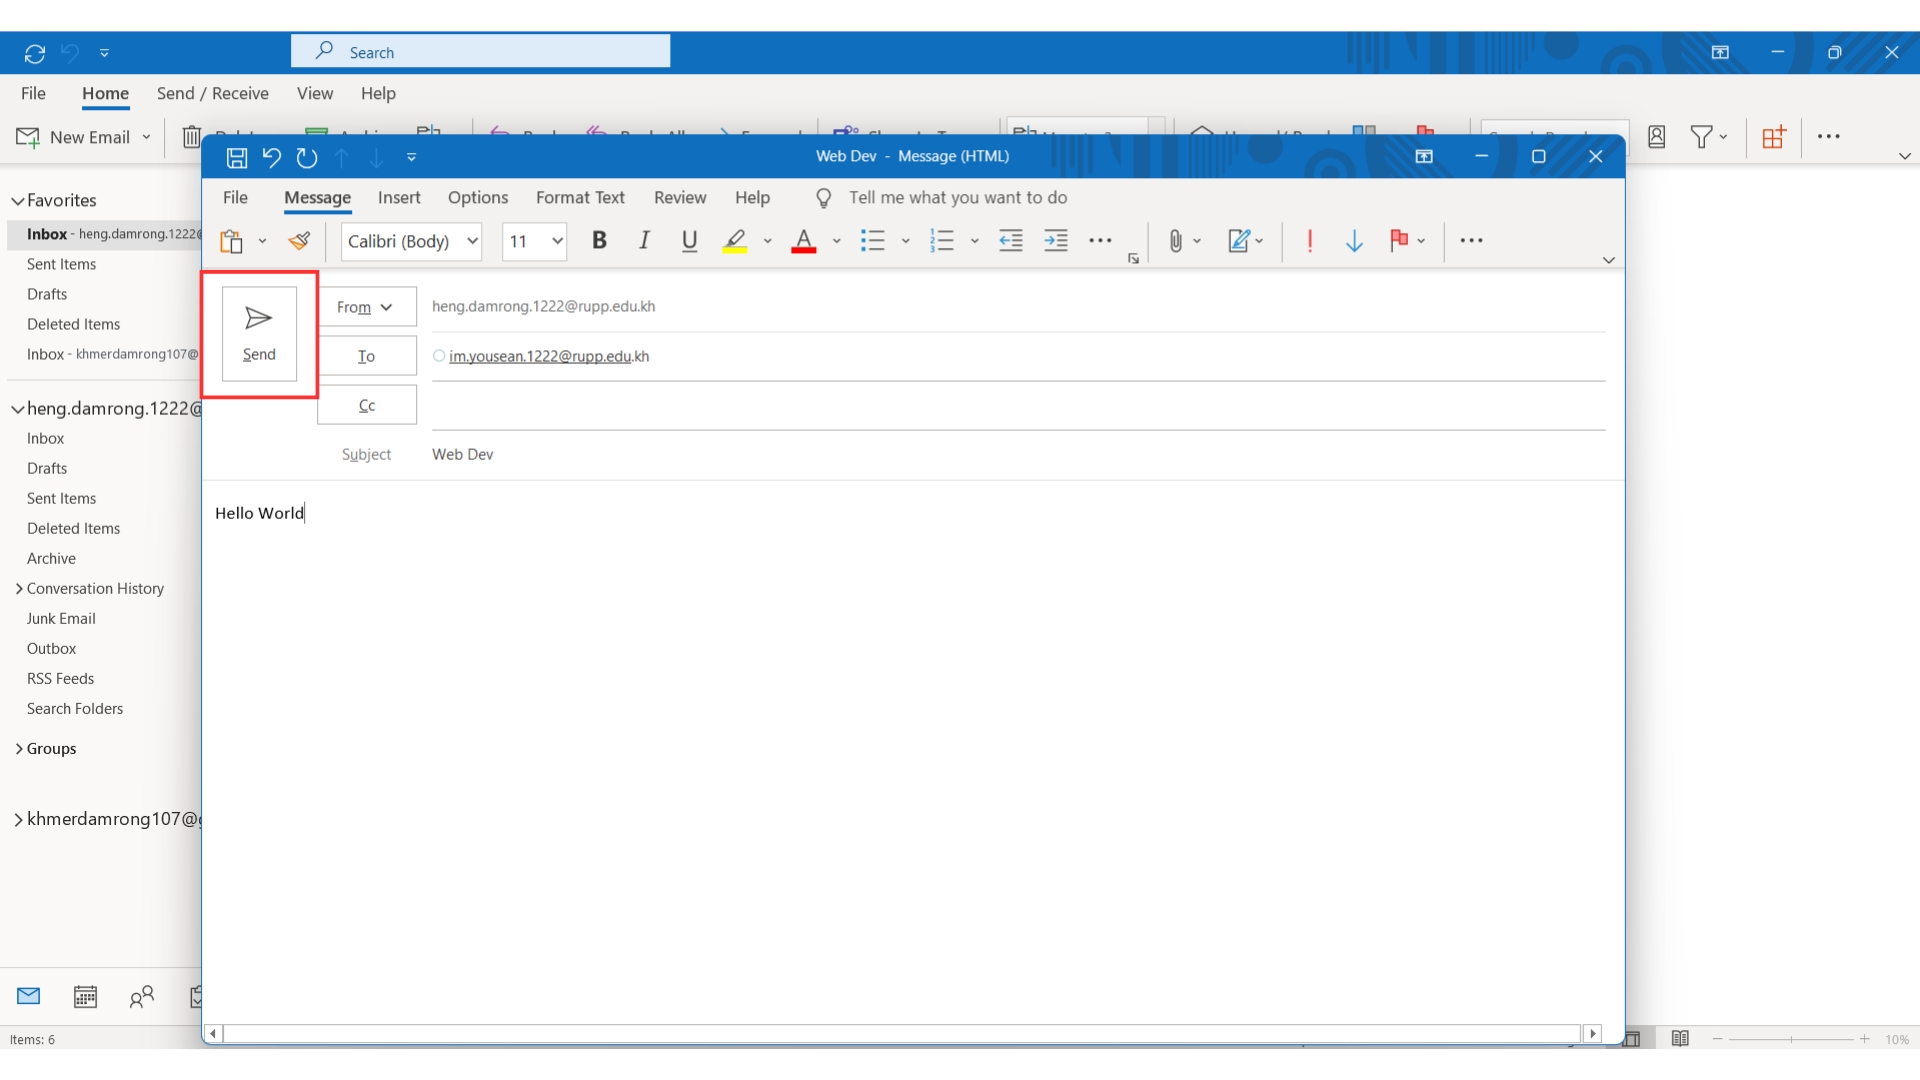 Search
File Home Send / Receive View Help
New Email
Web Dev - Message (HTML)
File Message Insert Options Format Text Review Help Tell me what you want to do
Calibri (Body) 11
Favorites
Inbox - heng.damrong.1222@
Sent Items
Drafts
Deleted Items
Inbox - khmerdamrong107@
heng.damrong.1222@
Inbox
Drafts
Sent Items
Deleted Items
Archive
Conversation History
Junk Email
Outbox
RSS Feeds
Search Folders
Groups
khmerdamrong107@g
Send
From heng.damrong.1222@rupp.edu.kh
To im.yousean.1222@rupp.edu.kh
Cc
Subject Web Dev
Hello World
Items: 6
10%